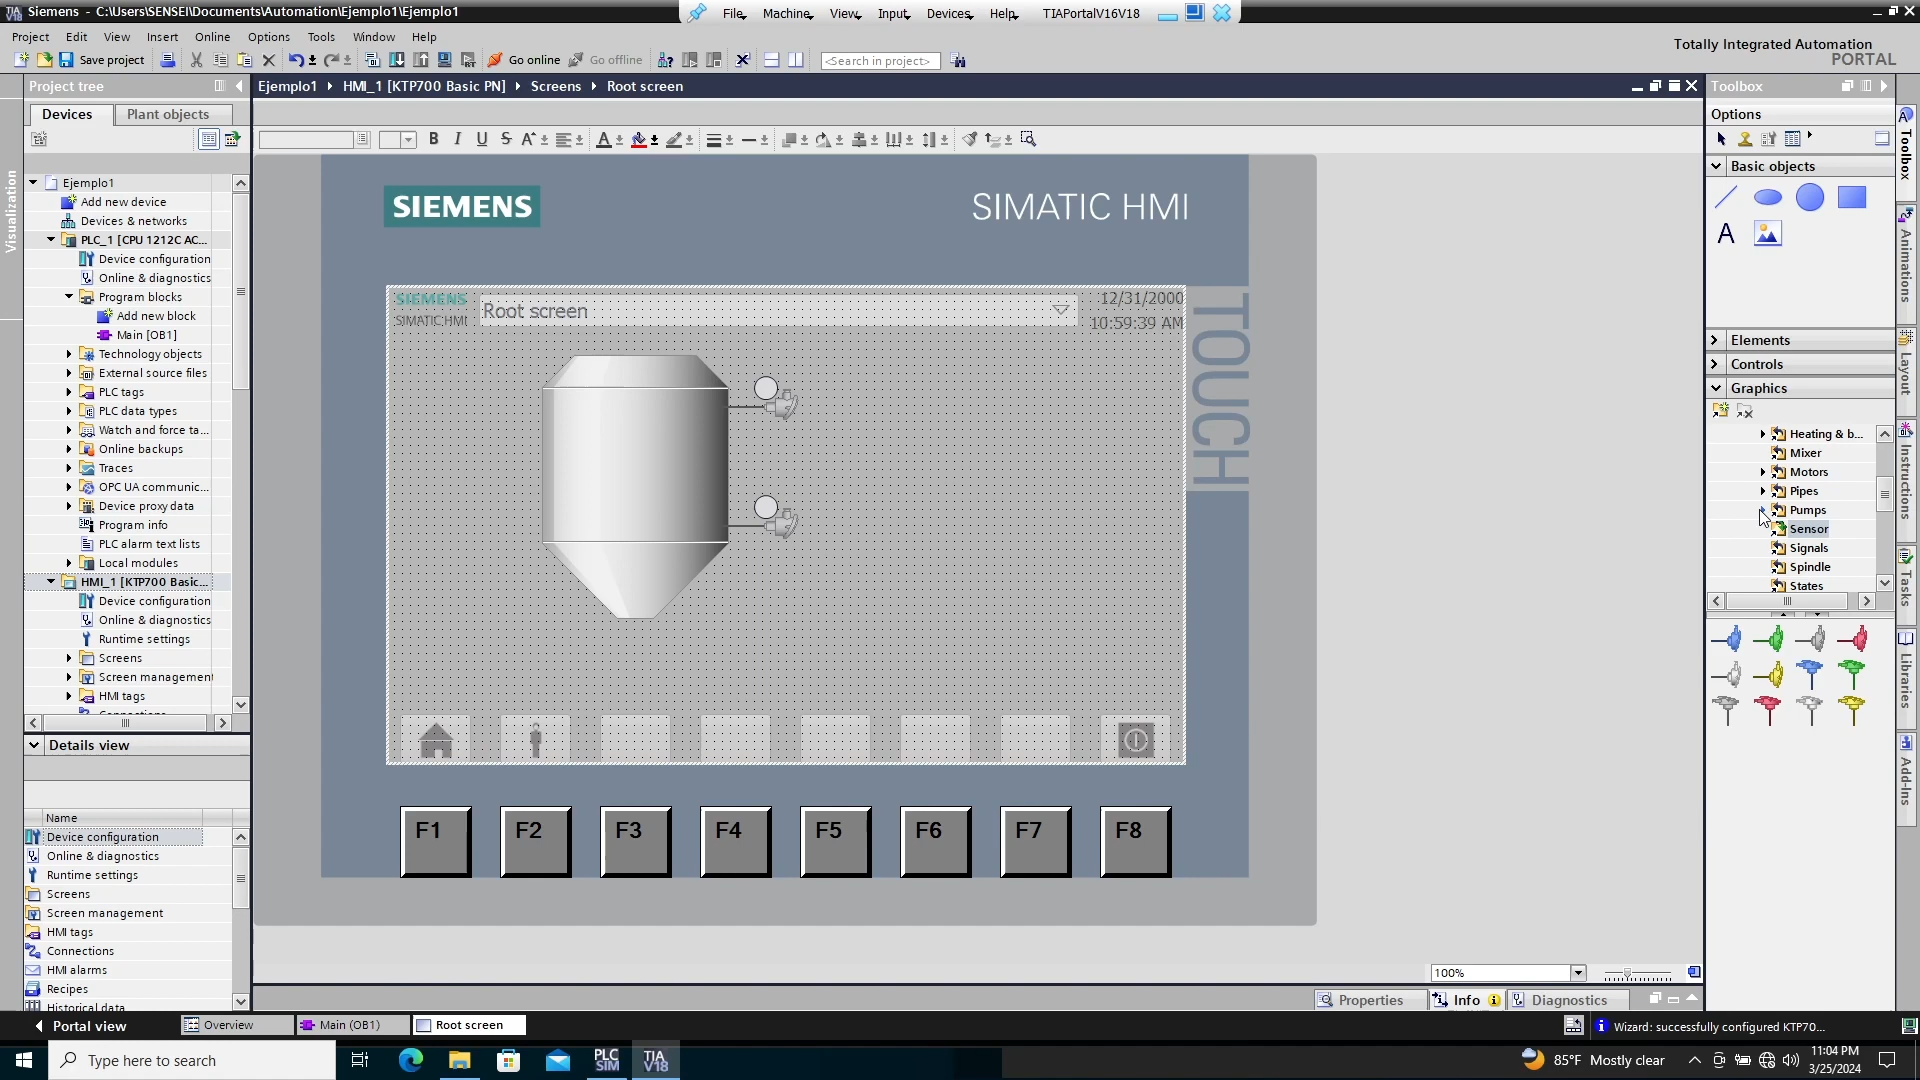 Siemens - C:\Users\SENSEI\Documents\Automation\Ejemplo1\Ejemplo1
File Machine View Input Devices Help TIAPortalV16V18
Project Edit View Insert Online Options Tools Window Help
Totally Integrated Automation
PORTAL
Save project
Go online Go offline
<Search in project>
Project tree
Ejemplo1 HMI_1 [KTP700 Basic PN] Screens Root screen
Toolbox
Devices Plant objects
Options
B I U S A A
Visualization
Ejemplo1
Add new device
Devices & networks
PLC_1 [CPU 1212C AC...
Device configuration
Online & diagnostics
Program blocks
Add new block
Main [OB1]
Technology objects
External source files
PLC tags
PLC data types
Watch and force ta...
Online backups
Traces
OPC UA communic...
Device proxy data
Program info
PLC alarm text lists
Local modules
HMI_1 [KTP700 Basic...
Device configuration
Online & diagnostics
Runtime settings
Screens
Screen management
HMI tags
Details view
Name
Device configuration
Online & diagnostics
Runtime settings
Screens
Screen management
HMI tags
Connections
HMI alarms
Recipes
Historical data
SIEMENS
SIMATIC HMI
SIEMENS
SIMATIC HMI
Root screen
12/31/2000
10:59:39 AM
TOUCH
F1 F2 F3 F4 F5 F6 F7 F8
100%
Properties Info Diagnostics
Basic objects
A
Elements
Controls
Graphics
Heating & b...
Mixer
Motors
Pipes
Pumps
Sensor
Signals
Spindle
States
Toolbox
Animations
Layout
Instructions
Tasks
Libraries
Add-Ins
Portal view Overview Main (OB1) Root screen
Wizard: successfully configured KTP70...
Type here to search
PLC
SIM
TIA
V18
85°F Mostly clear
11:04 PM
3/25/2024